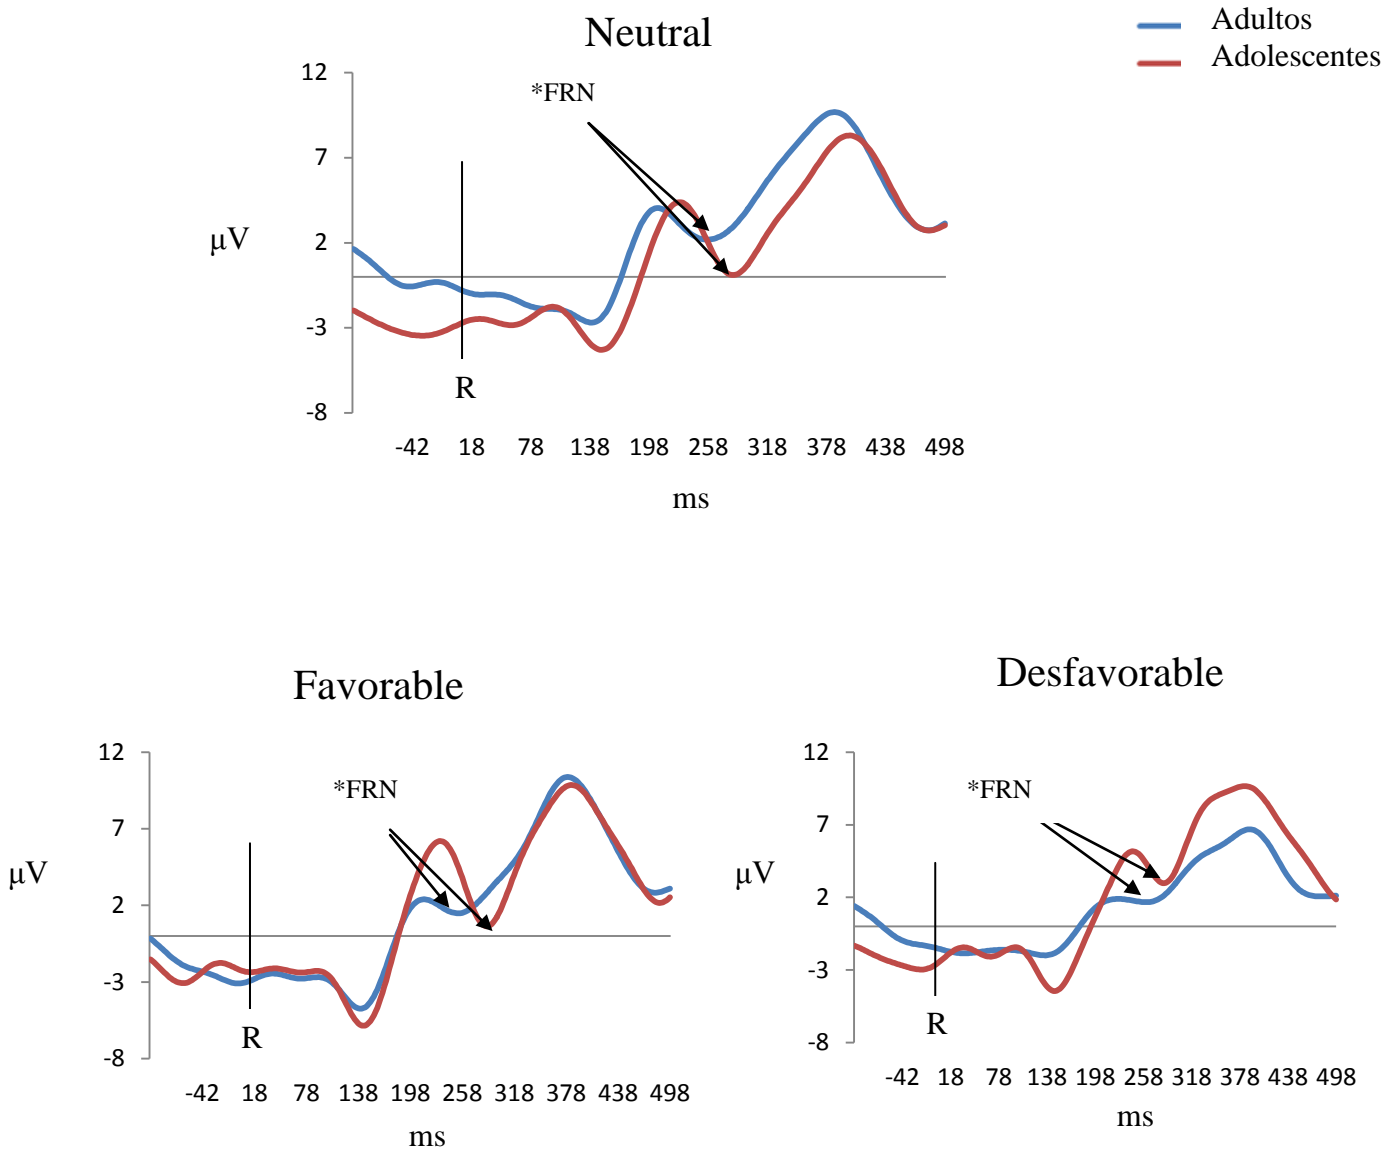 Neutral
Adultos
Adolescentes
*FRN
12
7
2
-3
-8
μV
R
-42 18 78 138 198 258 318 378 438 498
ms
Favorable
*FRN
12
7
2
-3
-8
μV
R
-42 18 78 138 198 258 318 378 438 498
ms
Desfavorable
*FRN
12
7
2
-3
-8
μV
R
-42 18 78 138 198 258 318 378 438 498
ms